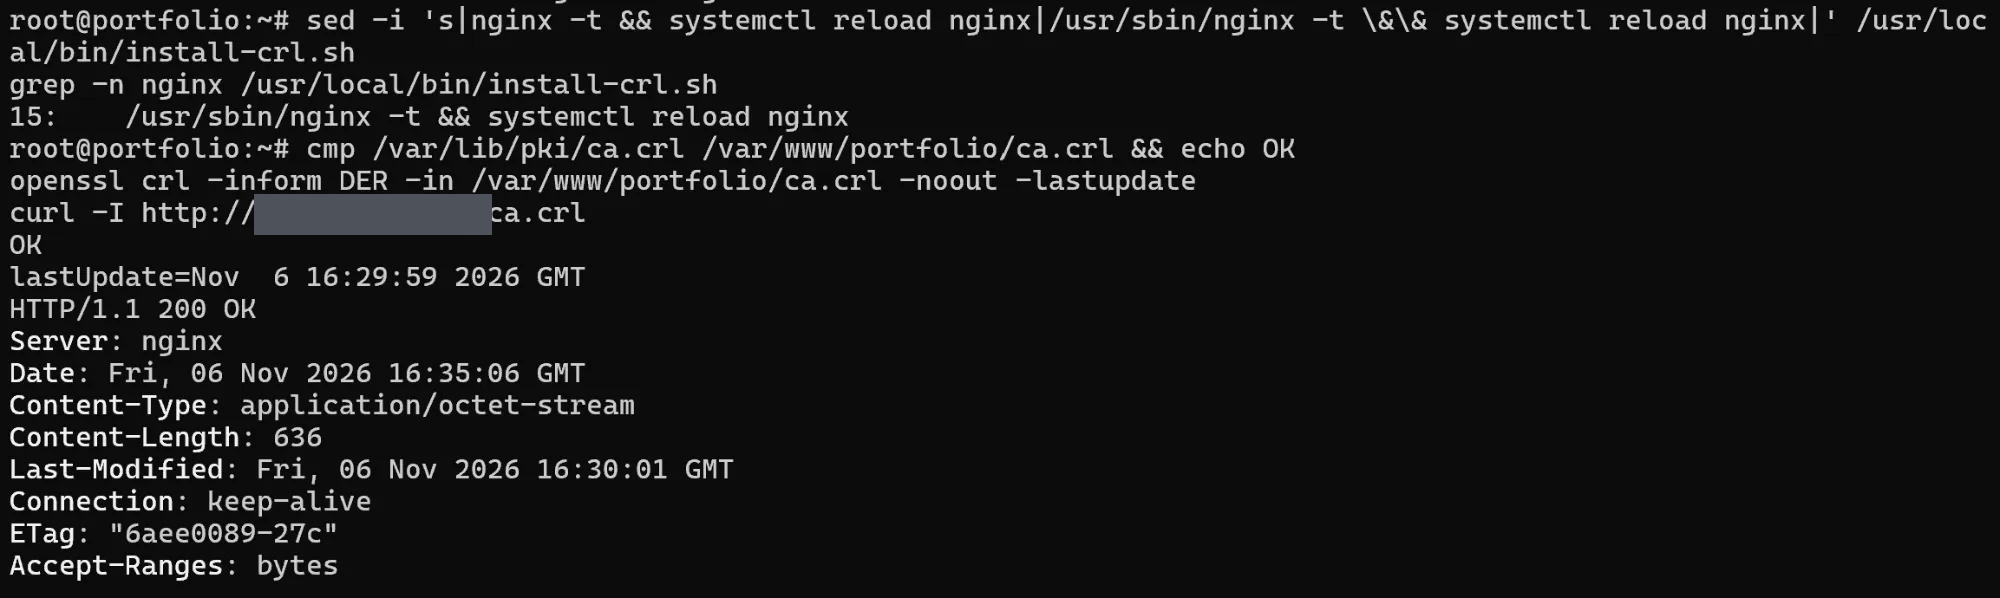 root@portfolio:~# sed -i 's|nginx -t && systemctl reload nginx|/usr/sbin/nginx -t \&\& systemctl reload nginx|' /usr/loc
al/bin/install-crl.sh
grep -n nginx /usr/local/bin/install-crl.sh
15:    /usr/sbin/nginx -t && systemctl reload nginx
root@portfolio:~# cmp /var/lib/pki/ca.crl /var/www/portfolio/ca.crl && echo OK
openssl crl -inform DER -in /var/www/portfolio/ca.crl -noout -lastupdate
curl -I http://ca.crl
OK
lastUpdate=Nov  6 16:29:59 2026 GMT
HTTP/1.1 200 OK
Server: nginx
Date: Fri, 06 Nov 2026 16:35:06 GMT
Content-Type: application/octet-stream
Content-Length: 636
Last-Modified: Fri, 06 Nov 2026 16:30:01 GMT
Connection: keep-alive
ETag: "6aee0089-27c"
Accept-Ranges: bytes